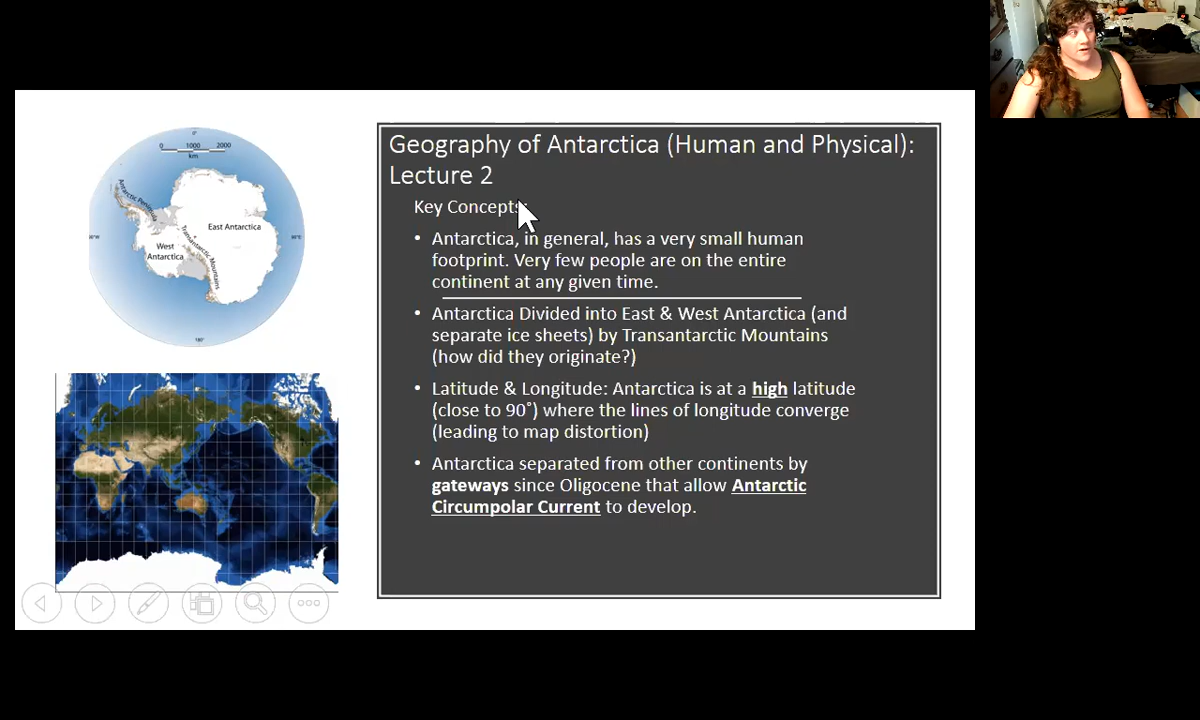 Geography of Antarctica (Human and Physical):
Lecture 2
Key Concepts:
• Antarctica, in general, has a very small human
footprint. Very few people are on the entire
continent at any given time.
• Antarctica Divided into East & West Antarctica (and
separate ice sheets) by Transantarctic Mountains
(how did they originate?)
• Latitude & Longitude: Antarctica is at a high latitude
(close to 90˚) where the lines of longitude converge
(leading to map distortion)
• Antarctica separated from other continents by
gateways since Oligocene that allow Antarctic
Circumpolar Current to develop.
0°
0 1000 2000
km
Antarctic Peninsula
East Antarctica
West
Antarctica
Transantarctic Mountains
180°